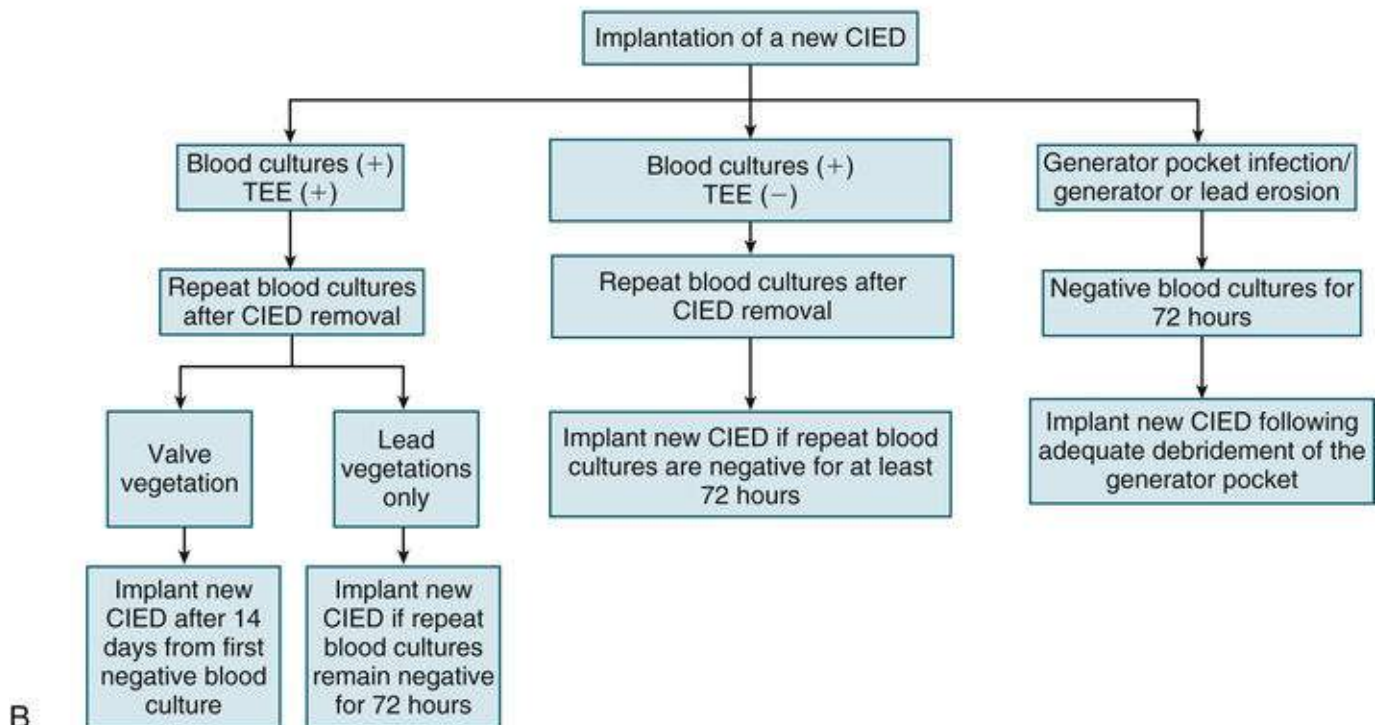 Implantation of a new CIED
Blood cultures (+)
TEE (+)
Blood cultures (+)
TEE (−)
Generator pocket infection/
generator or lead erosion
Repeat blood cultures
after CIED removal
Repeat blood cultures after
CIED removal
Negative blood cultures for
72 hours
Valve
vegetation
Lead
vegetations
only
Implant new CIED if repeat blood
cultures are negative for at least
72 hours
Implant new CIED following
adequate debridement of the
generator pocket
Implant new
CIED after 14
days from first
negative blood
culture
Implant new
CIED if repeat
blood cultures
remain negative
for 72 hours
B